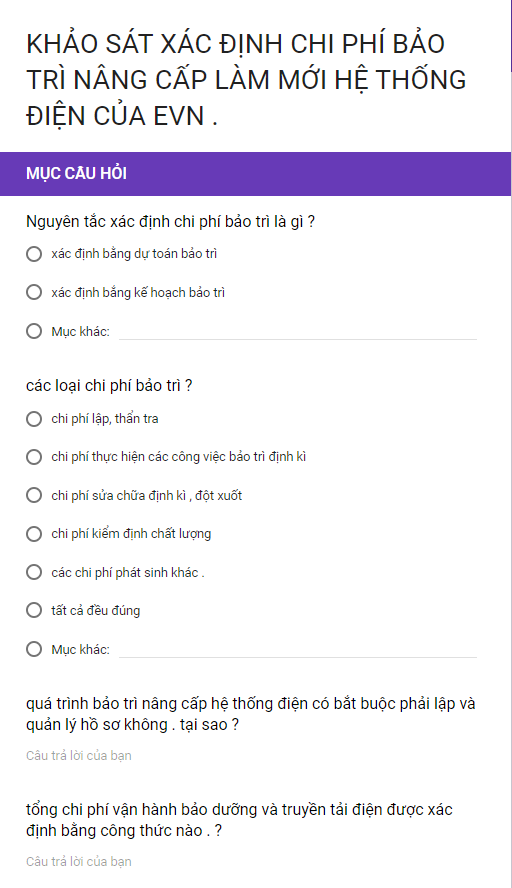 KHẢO SÁT XÁC ĐỊNH CHI PHÍ BẢO
TRÌ NÂNG CẤP LÀM MỚI HỆ THỐNG
ĐIỆN CỦA EVN .
MỤC CÂU HỎI
Nguyên tắc xác định chi phí bảo trì là gì ?
xác định bằng dự toán bảo trì
xác định bằng kế hoạch bảo trì
Mục khác:
các loại chi phí bảo trì ?
chi phí lập, thẩn tra
chi phí thực hiện các công việc bảo trì định kì
chi phí sửa chữa định kì , đột xuốt
chi phí kiểm định chất lượng
các chi phí phát sinh khác .
tất cả đều đúng
Mục khác:
quá trình bảo trì nâng cấp hệ thống điện có bắt buộc phải lập và
quản lý hồ sơ không . tại sao ?
Câu trả lời của bạn
tổng chi phí vận hành bảo dưỡng và truyền tải điện được xác
định bằng công thức nào . ?
Câu trả lời của bạn